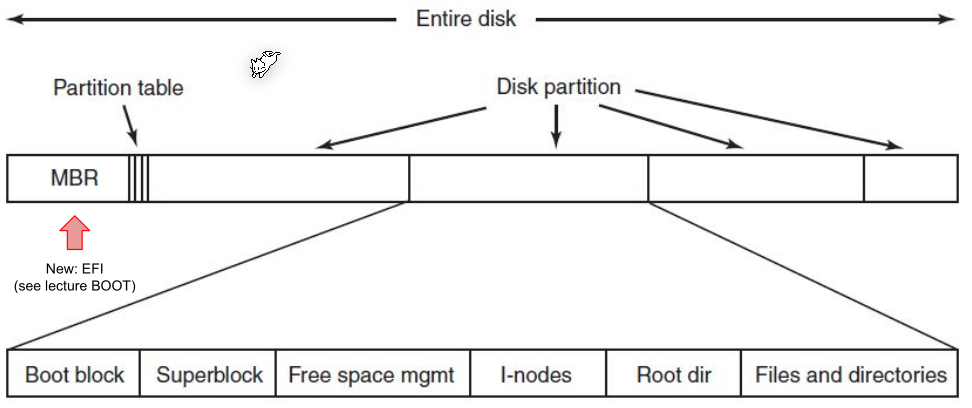 Entire disk
Partition table
Disk partition
MBR
New: EFI
(see lecture BOOT)
Boot block
Superblock
Free space mgmt
I-nodes
Root dir
Files and directories